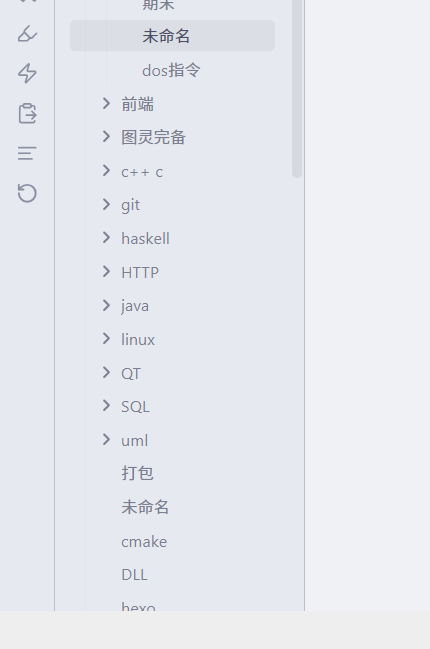 期末
未命名
dos指令
前端
图灵完备
c++ c
git
haskell
HTTP
java
linux
QT
SQL
uml
打包
未命名
cmake
DLL
hexo